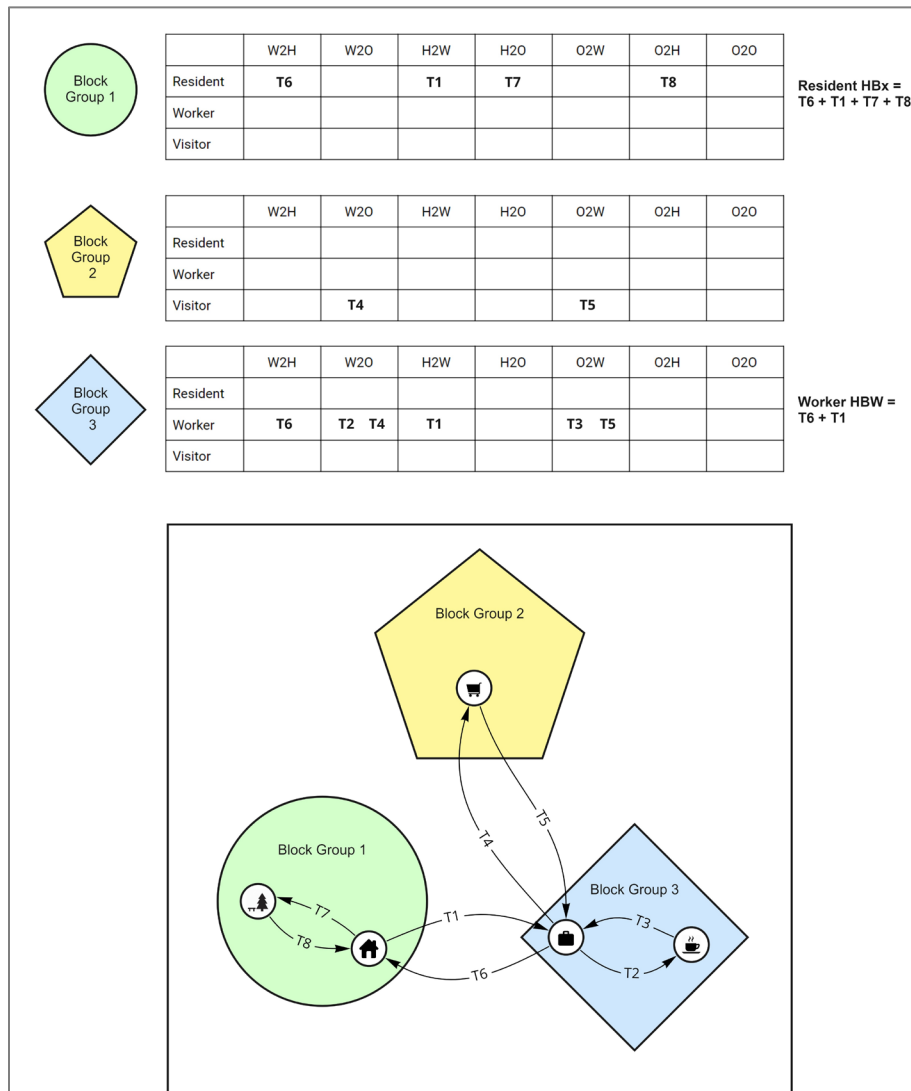 W2H W2O H2W H2O O2W O2H O2O
Block
Group 1
Resident T6 T1 T7 T8
Worker
Visitor
Resident HBx =
T6 + T1 + T7 + T8
W2H W2O H2W H2O O2W O2H O2O
Block
Group
2
Resident
Worker
Visitor T4 T5
W2H W2O H2W H2O O2W O2H O2O
Block
Group
3
Resident
Worker T6 T2 T4 T1 T3 T5
Visitor
Worker HBW =
T6 + T1
Block Group 2
T4
T5
Block Group 1
T7
T8
T1
T6
Block Group 3
T3
T2